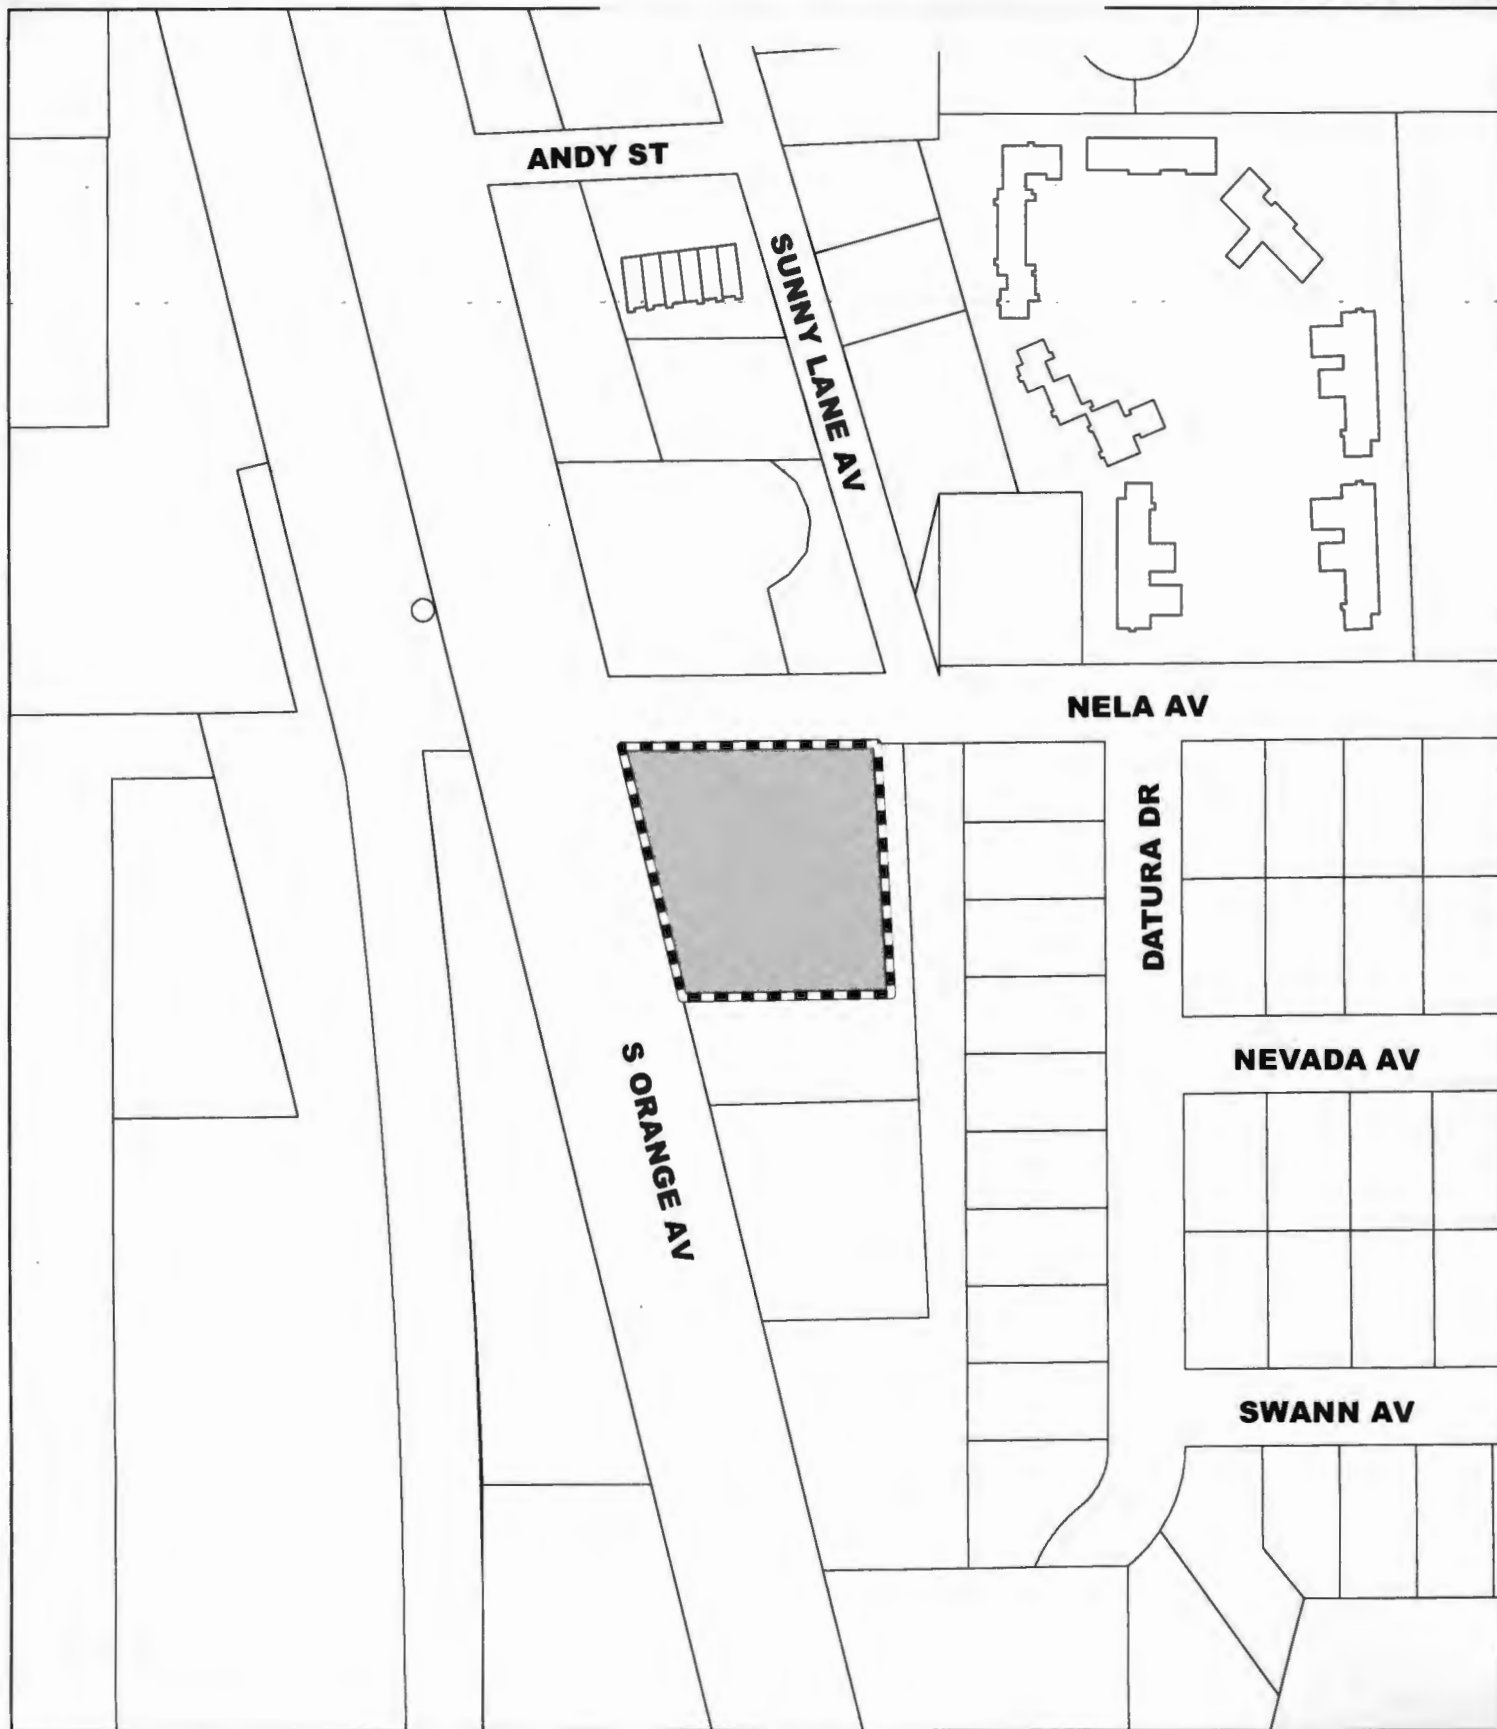 ANDY ST
SUNNY LANE AV
NELA AV
DATURA DR
NEVADA AV
S ORANGE AV
SWANN AV